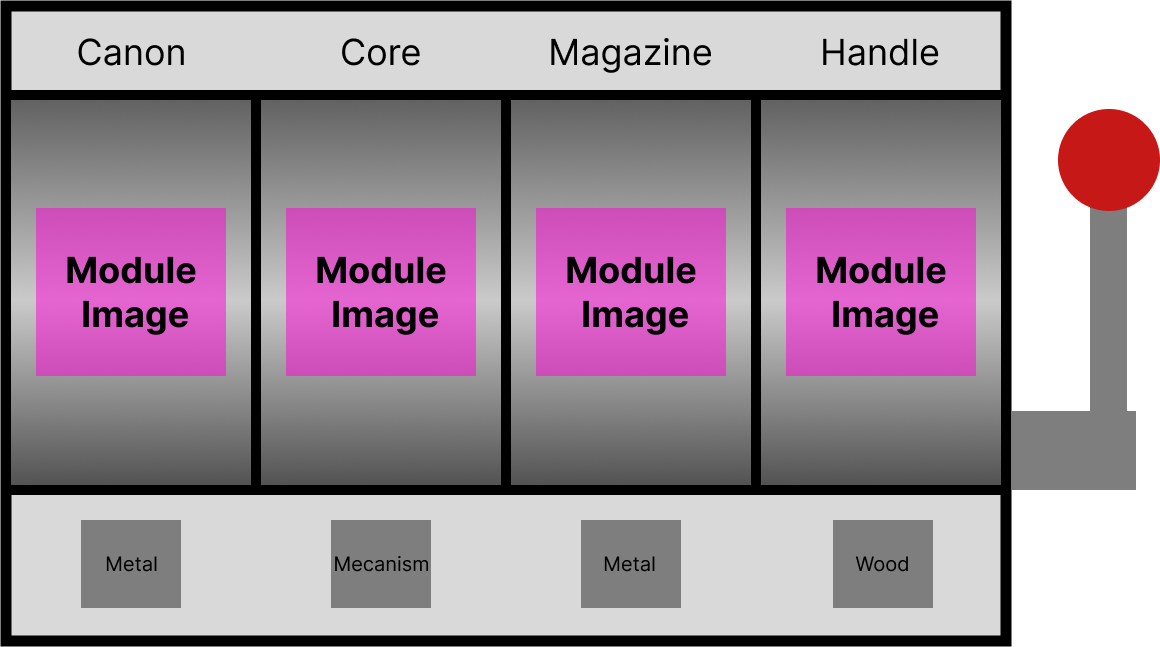 Canon Core Magazine Handle
Module Module Module Module
Image Image Image Image
Metal Mecanism Metal Wood